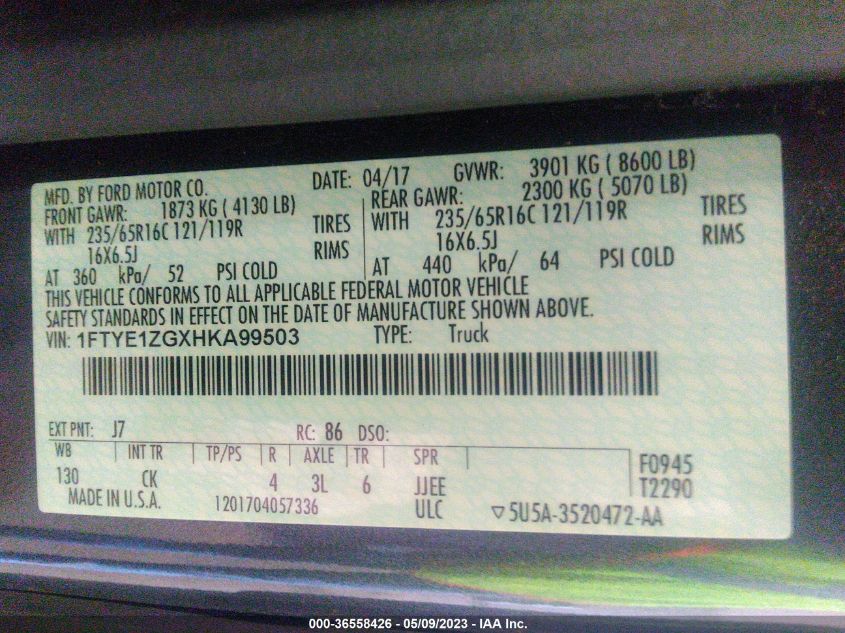 MFD. BY FORD MOTOR CO. DATE: 04/17 GVWR: 3901 KG ( 8600 LB)
FRONT GAWR: 1873 KG ( 4130 LB) REAR GAWR: 2300 KG ( 5070 LB)
WITH 235/65R16C 121/119R TIRES WITH 235/65R16C 121/119R TIRES
16X6.5J RIMS 16X6.5J RIMS
AT 360 kPa/ 52 PSI COLD AT 440 kPa/ 64 PSI COLD
THIS VEHICLE CONFORMS TO ALL APPLICABLE FEDERAL MOTOR VEHICLE
SAFETY STANDARDS IN EFFECT ON THE DATE OF MANUFACTURE SHOWN ABOVE.
VIN: 1FTYE1ZGXHKA99503 TYPE: Truck
EXT PNT: J7 RC: 86 DSO:
WB INT TR TP/PS R AXLE TR SPR F0945
130 CK 4 3L 6 JJEE T2290
MADE IN U.S.A. 1201704057336 ULC ▽5U5A-3520472-AA
000-36558426 - 05/09/2023 - IAA Inc.